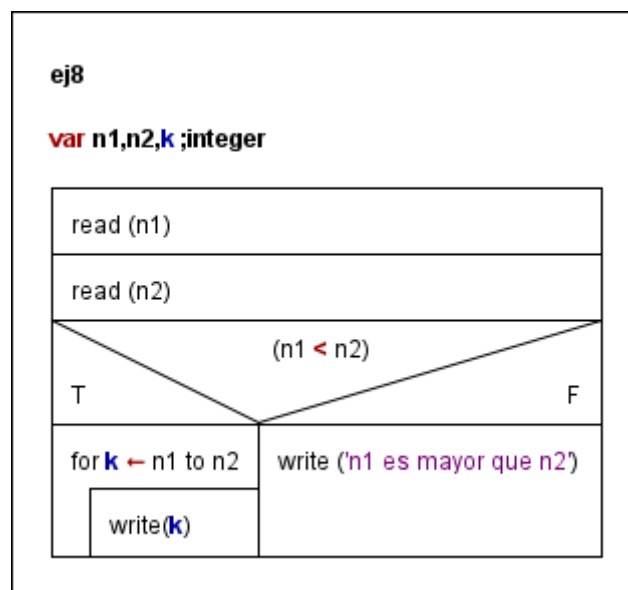 ej8
var n1,n2,k ;integer
read (n1)
read (n2)
(n1 < n2)
T F
for k ← n1 to n2
write(k)
write ('n1 es mayor que n2')